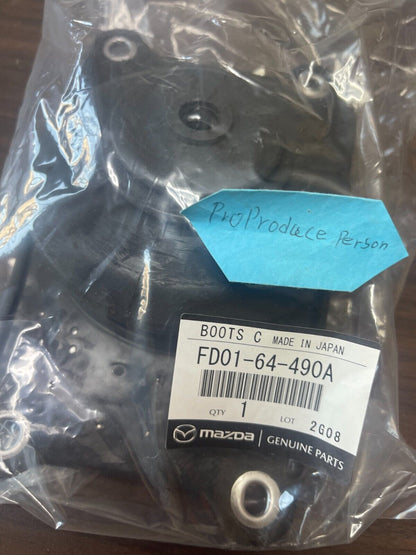 ProProduce Person
BOOTS C MADE IN JAPAN
FD01-64-490A
QTY 1 LOT 2G08
mazda GENUINE PARTS